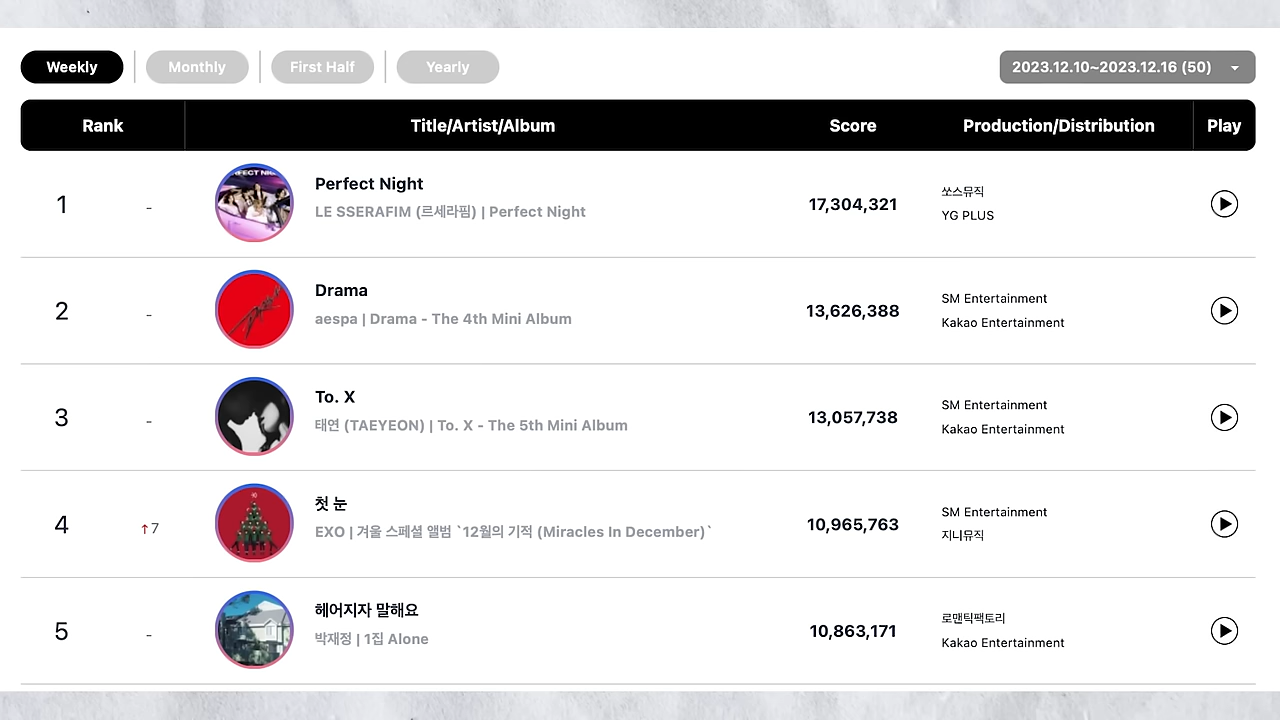 Weekly
Monthly
First Half
Yearly
2023.12.10~2023.12.16 (50)
Rank
Title/Artist/Album
Score
Production/Distribution
Play
1
-
Perfect Night
LE SSERAFIM (르세라핌) | Perfect Night
17,304,321
쏘스뮤직
YG PLUS
2
-
Drama
aespa | Drama - The 4th Mini Album
13,626,388
SM Entertainment
Kakao Entertainment
3
-
To. X
태연 (TAEYEON) | To. X - The 5th Mini Album
13,057,738
SM Entertainment
Kakao Entertainment
4
↑7
첫 눈
EXO | 겨울 스페셜 앨범 `12월의 기적 (Miracles In December)`
10,965,763
SM Entertainment
지니뮤직
5
-
헤어지자 말해요
박재정 | 1집 Alone
10,863,171
로맨틱팩토리
Kakao Entertainment